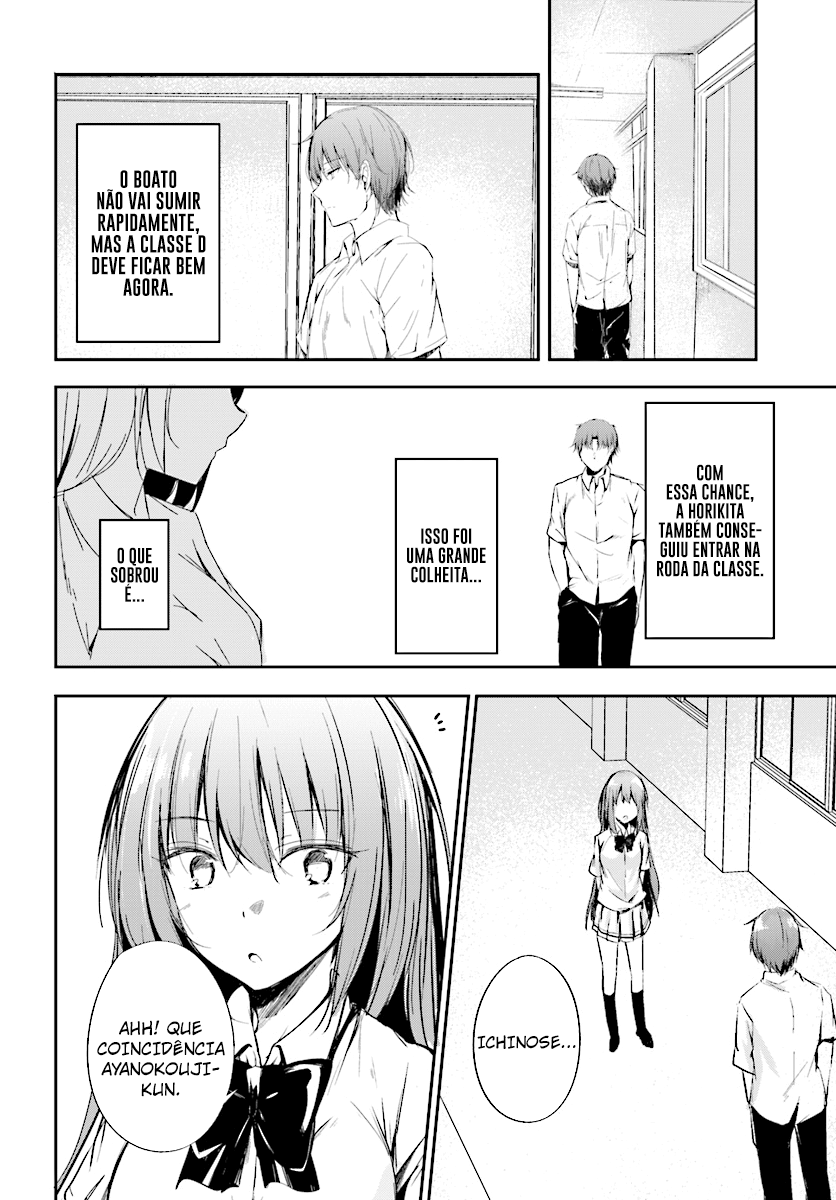 O BOATO
NÃO VAI SUMIR
RAPIDAMENTE,
MAS A CLASSE D
DEVE FICAR BEM
AGORA.
COM
ESSA CHANCE,
A HORIKITA
TAMBÉM CONSE-
GUIU ENTRAR NA
RODA DA CLASSE.
ISSO FOI
UMA GRANDE
COLHEITA...
O QUE
SOBROU
É...
ICHINOSE...
AHH! QUE
COINCIDÊNCIA
AYANOKOUJI-
KUN.